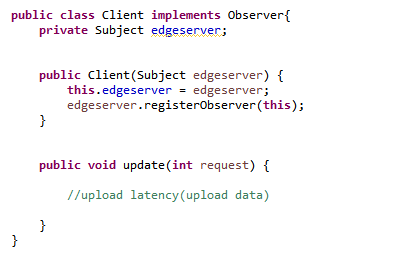 public class Client implements Observer{
private Subject edgeserver;
public Client(Subject edgeserver) {
this.edgeserver = edgeserver;
edgeserver.registerObserver(this);
}
public void update(int request) {
//upload latency(upload data)
}
}